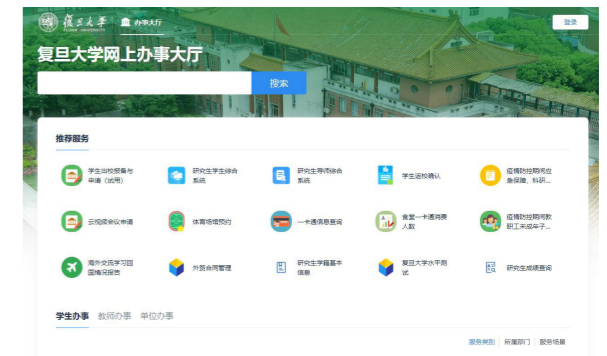 復旦大學
FUDAN UNIVERSITY
办事大厅
登录
复旦大学网上办事大厅
搜索
推荐服务
学生出校报备与
申请（试用）
研究生学生综合
系统
研究生导师综合
系统
学生返校确认
疫情防控期间应
急保障、科研...
云视频会议申请
体育场馆预约
一卡通信息查询
食堂一卡通消费
人数
疫情防控期间教
职工未成年子...
海外交流学习回
国情况报告
外贸合同管理
研究生学籍基本
信息
复旦大学水平测
试
研究生成绩查询
学生办事 教师办事 单位办事
服务类别 所属部门 服务场景